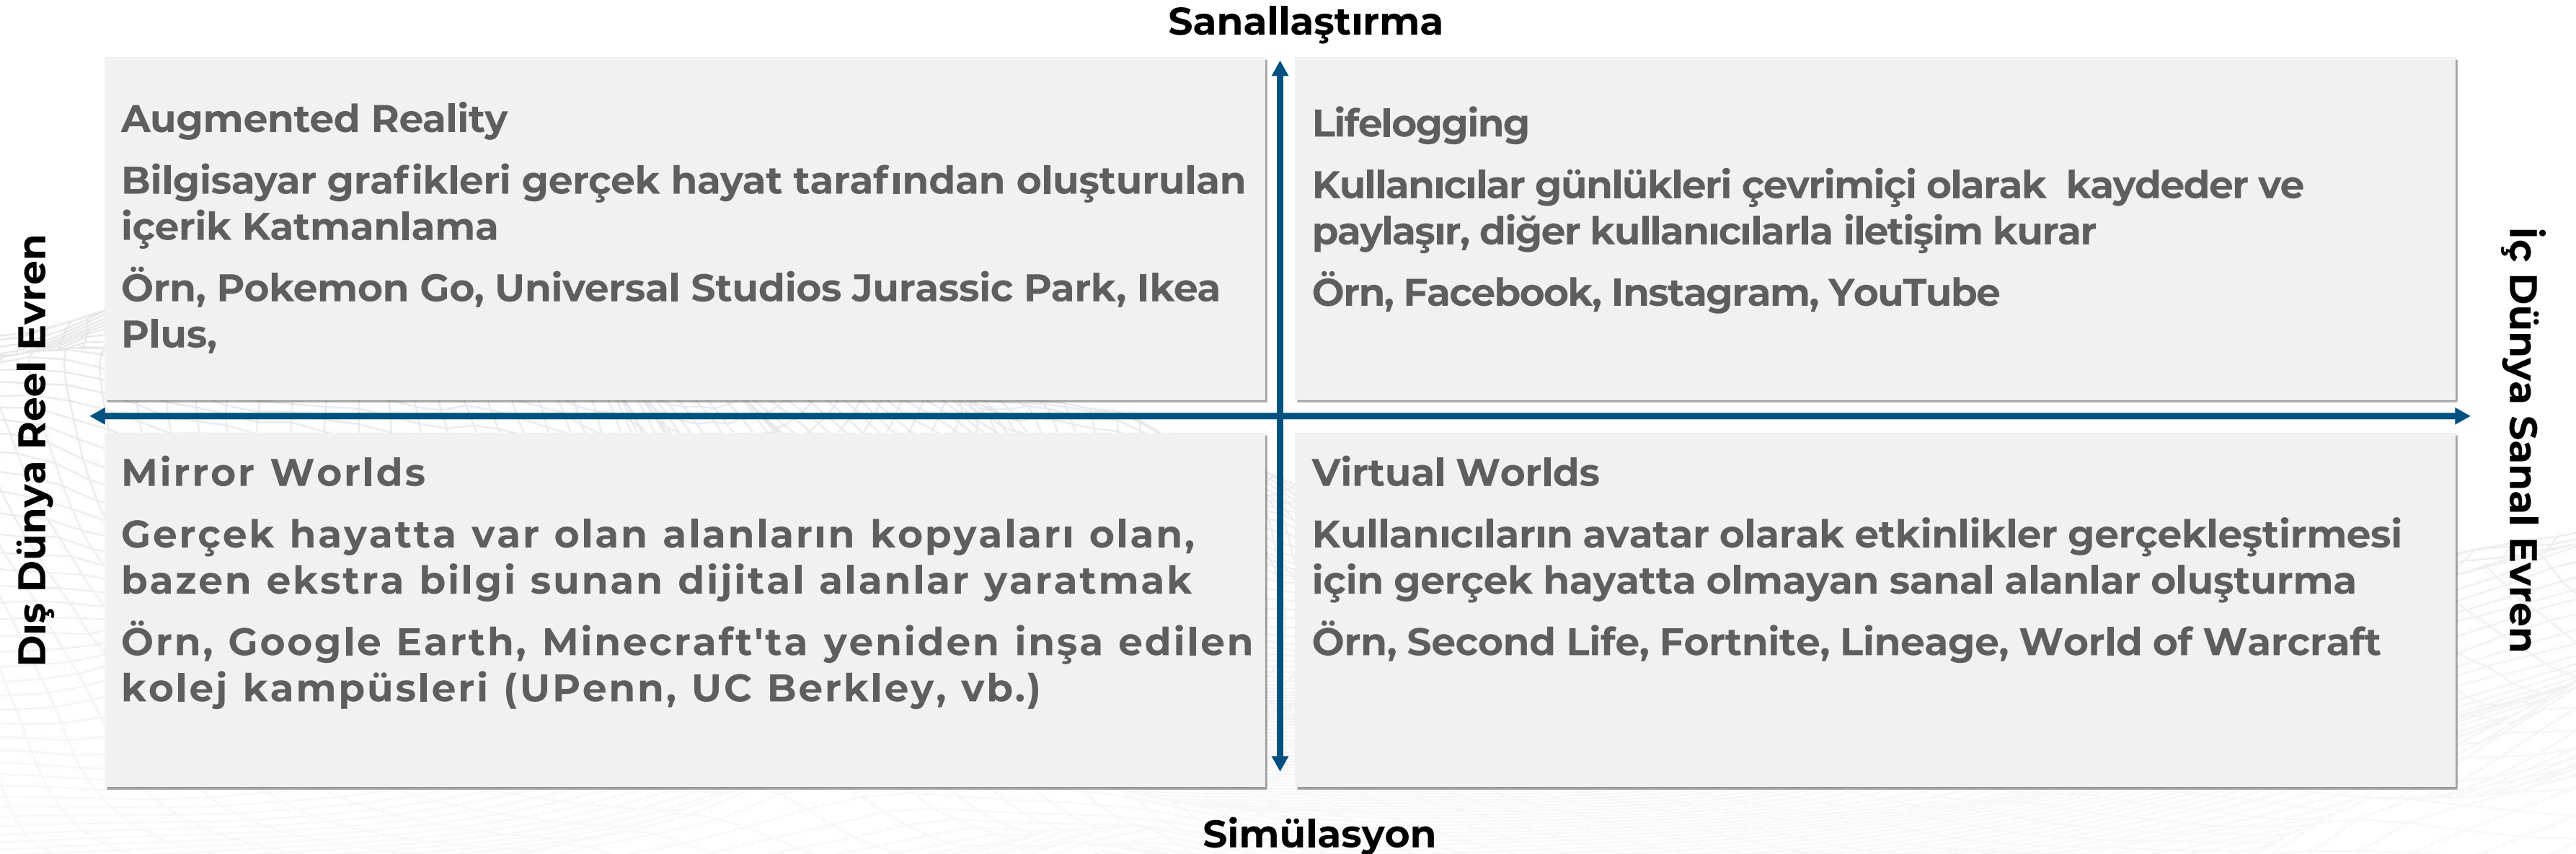 Sanallaştırma
Augmented Reality
Bilgisayar grafikleri gerçek hayat tarafından oluşturulan
içerik Katmanlama
Örn, Pokemon Go, Universal Studios Jurassic Park, Ikea
Plus,
Lifelogging
Kullanıcılar günlükleri çevrimiçi olarak kaydeder ve
paylaşır, diğer kullanıcılarla iletişim kurar
Örn, Facebook, Instagram, YouTube
Dış Dünya Reel Evren
İç Dünya Sanal Evren
Mirror Worlds
Gerçek hayatta var olan alanların kopyaları olan,
bazen ekstra bilgi sunan dijital alanlar yaratmak
Örn, Google Earth, Minecraft'ta yeniden inşa edilen
kolej kampüsleri (UPenn, UC Berkley, vb.)
Virtual Worlds
Kullanıcıların avatar olarak etkinlikler gerçekleştirmesi
için gerçek hayatta olmayan sanal alanlar oluşturma
Örn, Second Life, Fortnite, Lineage, World of Warcraft
Simülasyon